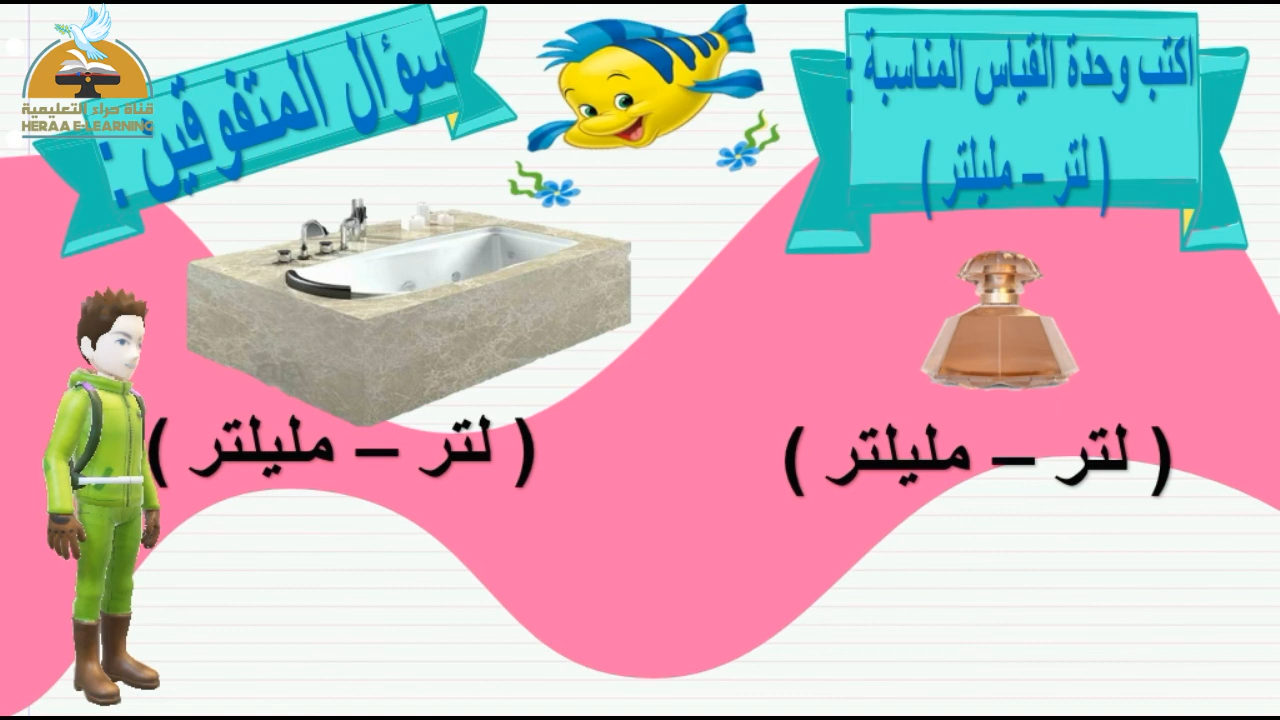 اكتب وحدة القياس المناسبة :
( لتر – مليلتر )
سؤال المتفوقين :
قناة حراء التعليمية
HERAA E-LEARNING
( لتر – مليلتر )
( لتر – مليلتر )